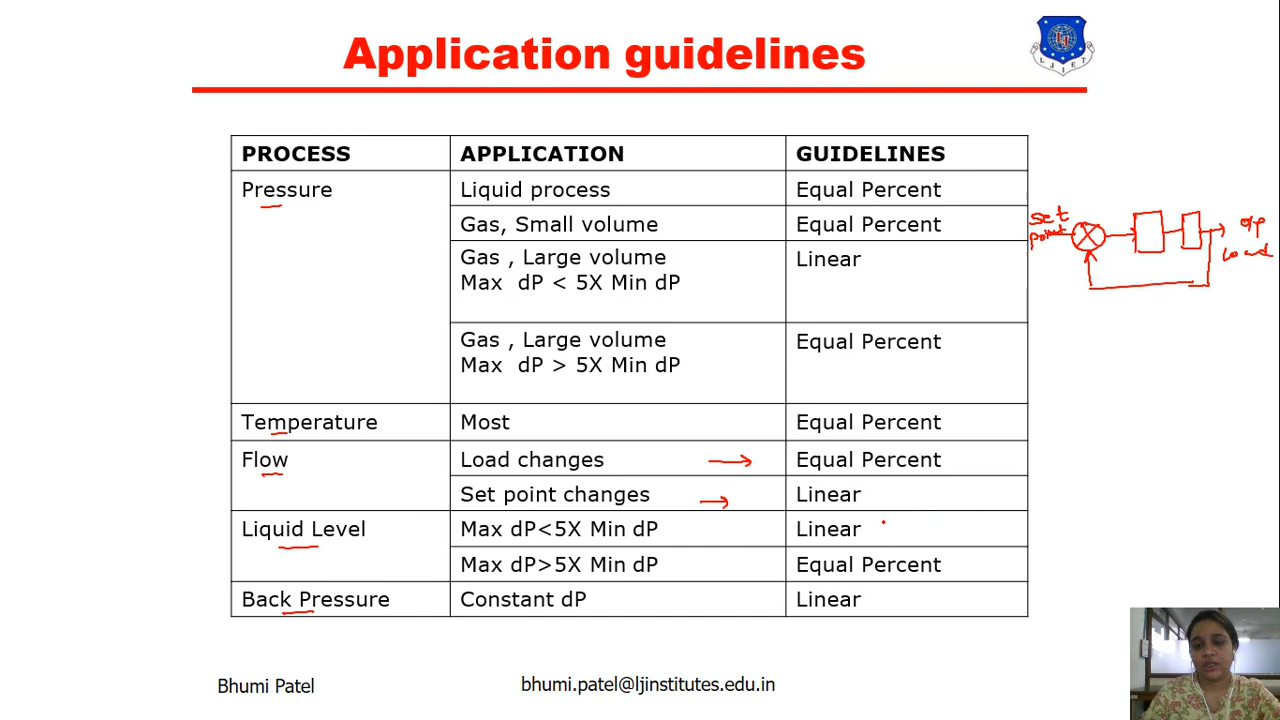 Application guidelines
LJIET
PROCESS APPLICATION GUIDELINES
Pressure Liquid process Equal Percent
Gas, Small volume Equal Percent
Gas , Large volume Linear
Max dP < 5X Min dP
Gas , Large volume Equal Percent
Max dP > 5X Min dP
Temperature Most Equal Percent
Flow Load changes Equal Percent
Set point changes Linear
Liquid Level Max dP<5X Min dP Linear
Max dP>5X Min dP Equal Percent
Back Pressure Constant dP Linear
set
point
o/p
load
Bhumi Patel bhumi.patel@ljinstitutes.edu.in